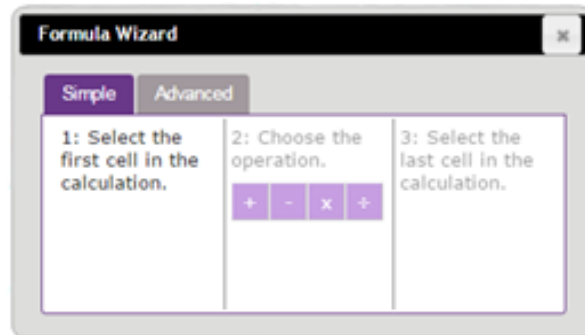 Formula Wizard
Simple Advanced
1: Select the
first cell in the
calculation.
2: Choose the
operation.
+ - x ÷
3: Select the
last cell in the
calculation.